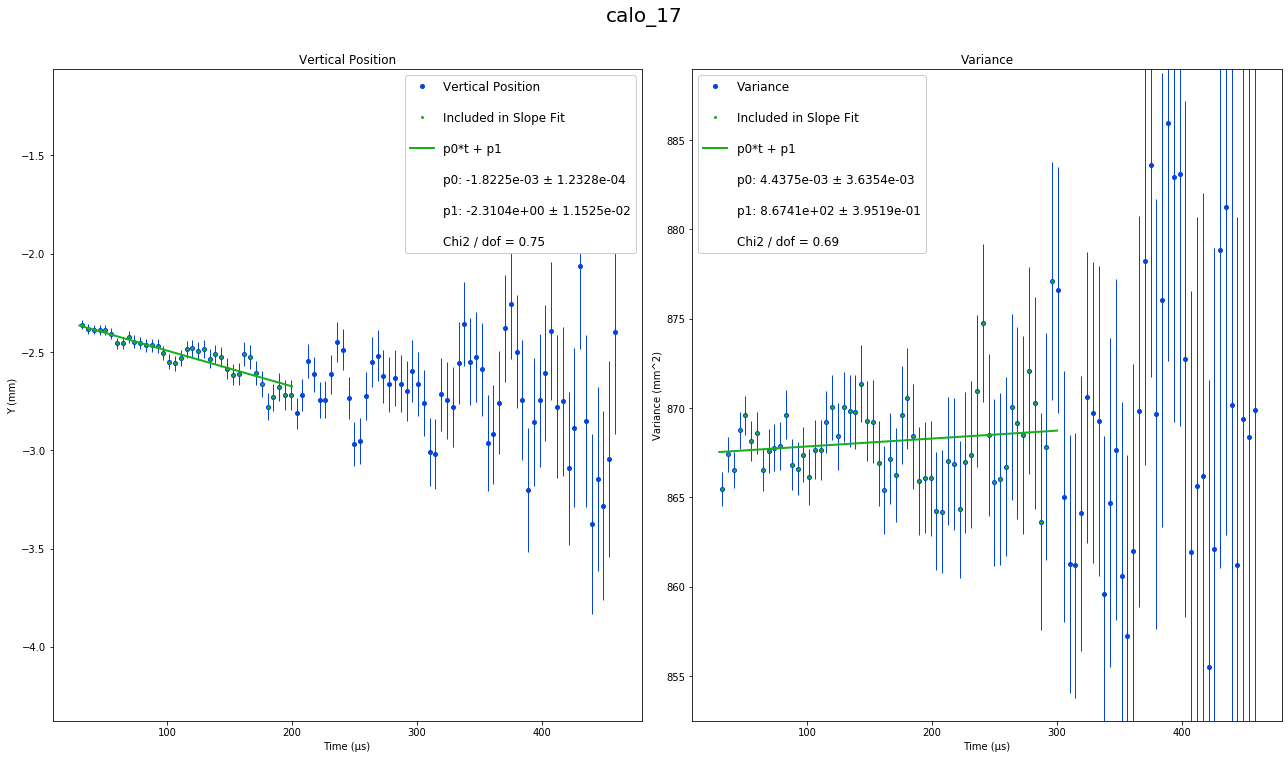 calo_17
Vertical Position
Vertical Position
Included in Slope Fit
p0*t + p1
p0: -1.8225e-03 ± 1.2328e-04
p1: -2.3104e+00 ± 1.1525e-02
Chi2 / dof = 0.75
Y (mm)
−1.5
−2.0
−2.5
−3.0
−3.5
−4.0
100
200
300
400
Time (μs)
Variance
Variance
Included in Slope Fit
p0*t + p1
p0: 4.4375e-03 ± 3.6354e-03
p1: 8.6741e+02 ± 3.9519e-01
Chi2 / dof = 0.69
Variance (mm^2)
885
880
875
870
865
860
855
100
200
300
400
Time (μs)